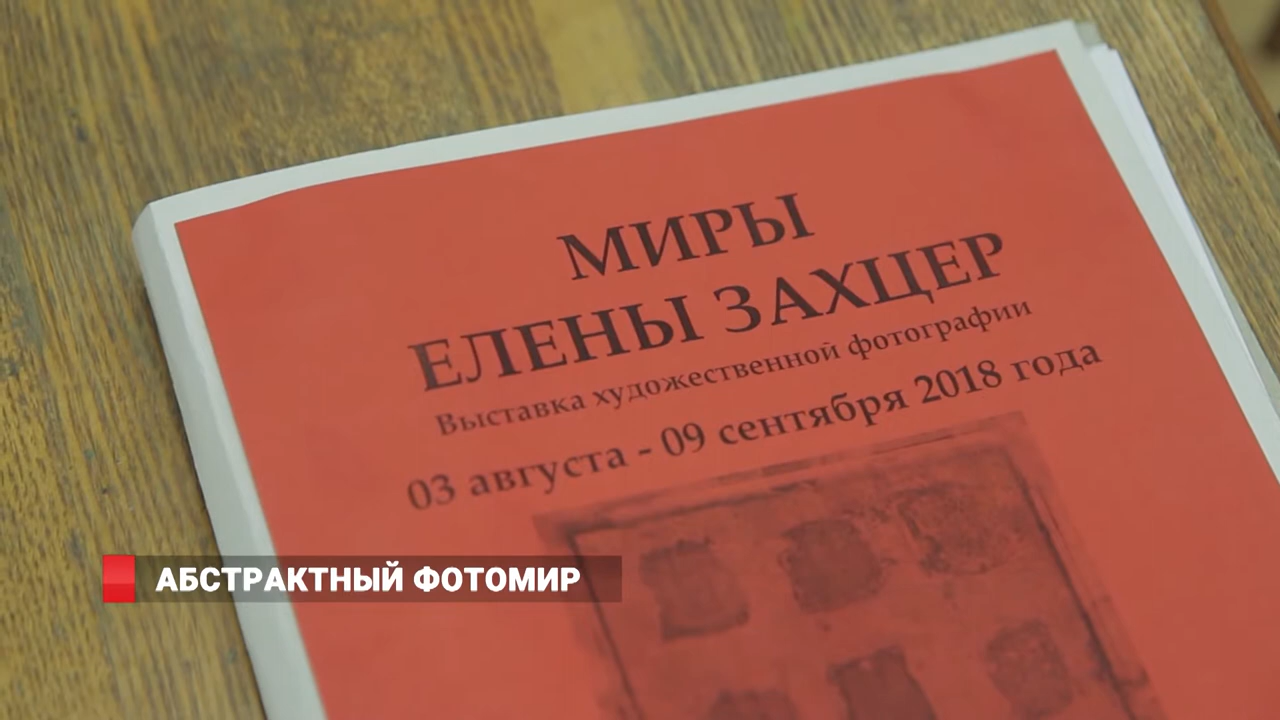 МИРЫ
ЕЛЕНЫ ЗАХЦЕР
Выставка художественной фотографии
03 августа - 09 сентября 2018 года
АБСТРАКТНЫЙ ФОТОМИР